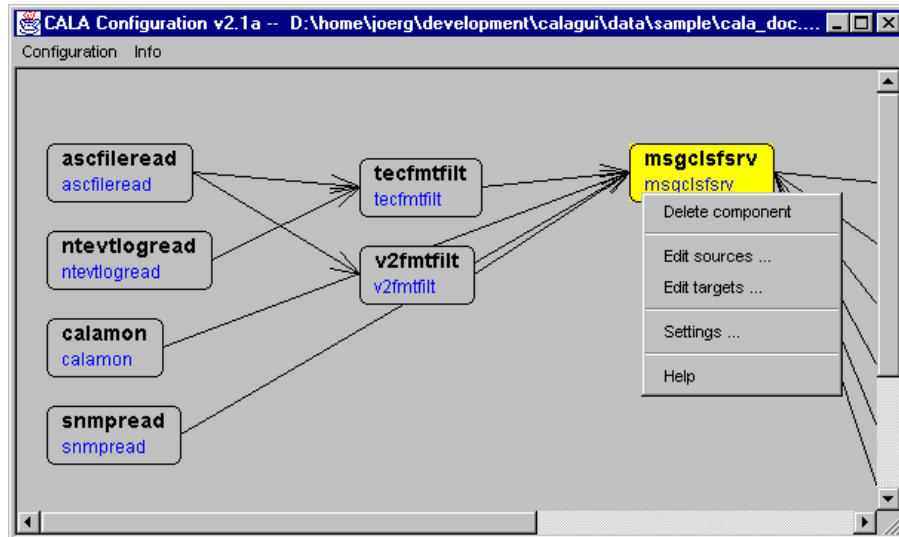 CALA Configuration v2.1a -- D:\home\joerg\development\calagui\data\sample\cala_doc....
Configuration Info
ascfileread
ascfileread
tecfmtfilt
tecfmtfilt
msgclsfsrv
msgclsfsrv
Delete component
Edit sources ...
Edit targets ...
Settings ...
Help
ntevtlogread
ntevtlogread
v2fmtfilt
v2fmtfilt
calamon
calamon
snmpread
snmpread